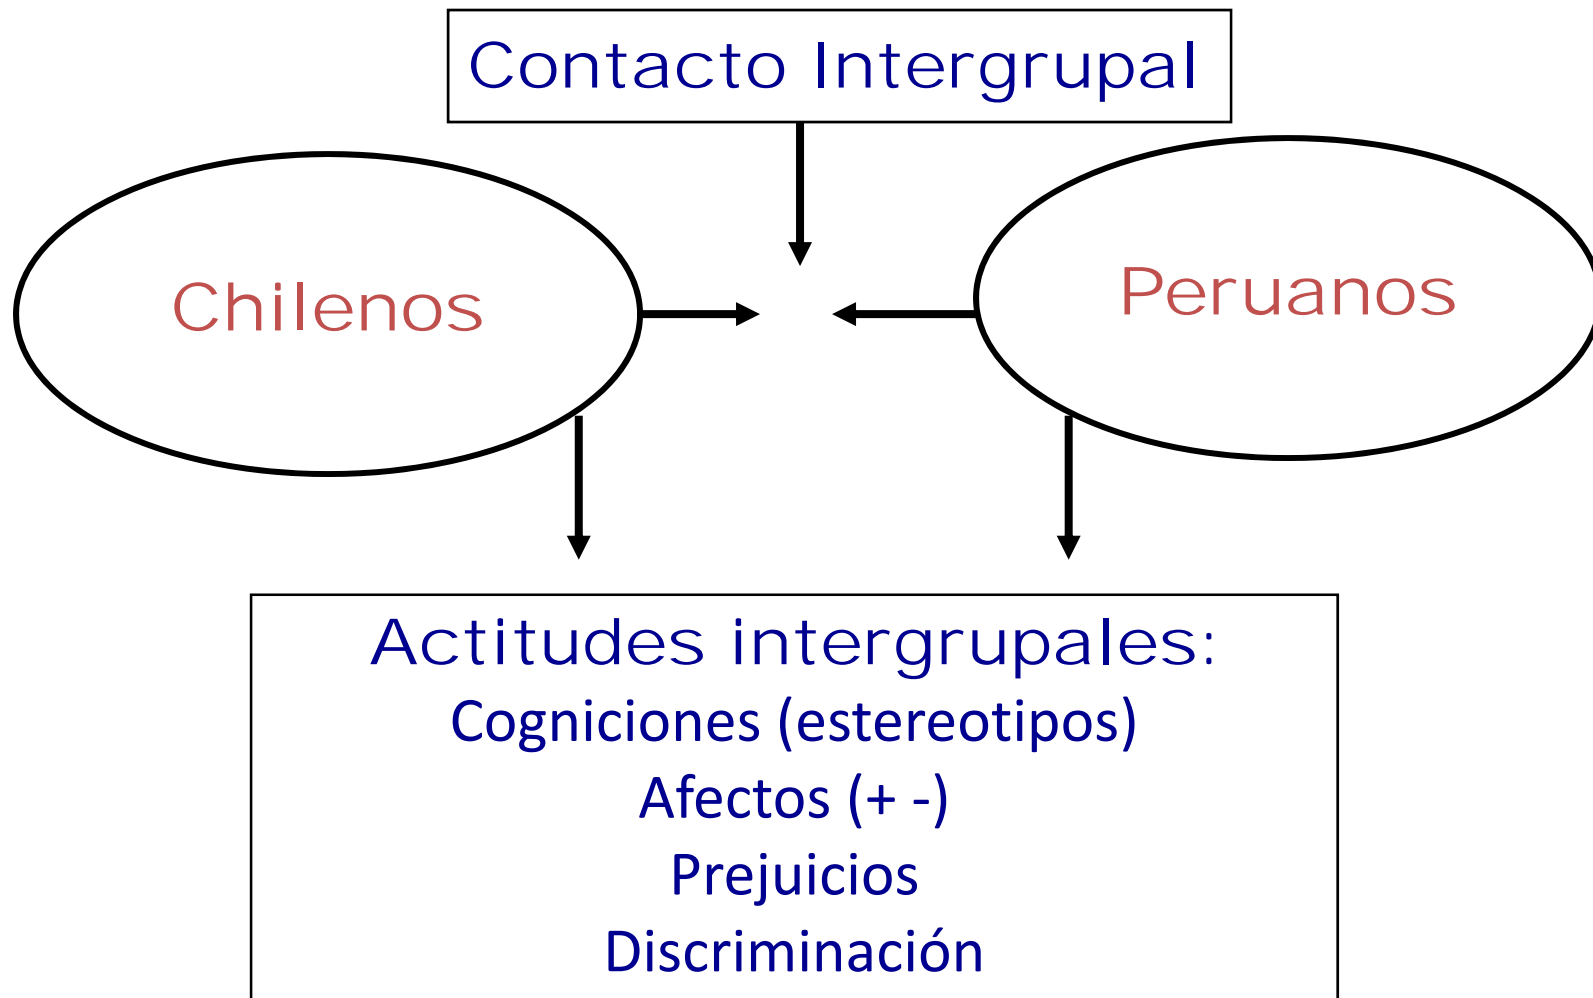 Contacto Intergrupal
Chilenos
Peruanos
Actitudes intergrupales:
Cogniciones (estereotipos)
Afectos (+ -)
Prejuicios
Discriminación